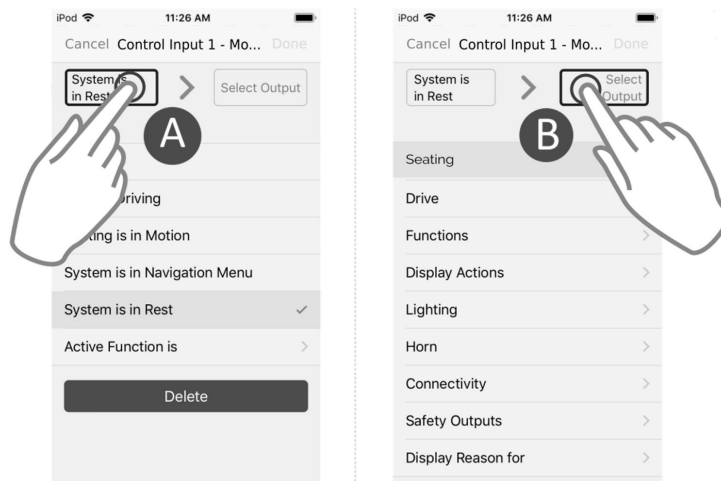 iPod 11:26 AM
Cancel Control Input 1 - Mo... Done
System is
in Rest
Select Output
A
riving
ing is in Motion
System is in Navigation Menu
System is in Rest
Active Function is
Delete
iPod 11:26 AM
Cancel Control Input 1 - Mo... Done
System is
in Rest
Select
Output
B
Seating
Drive
Functions
Display Actions
Lighting
Horn
Connectivity
Safety Outputs
Display Reason for